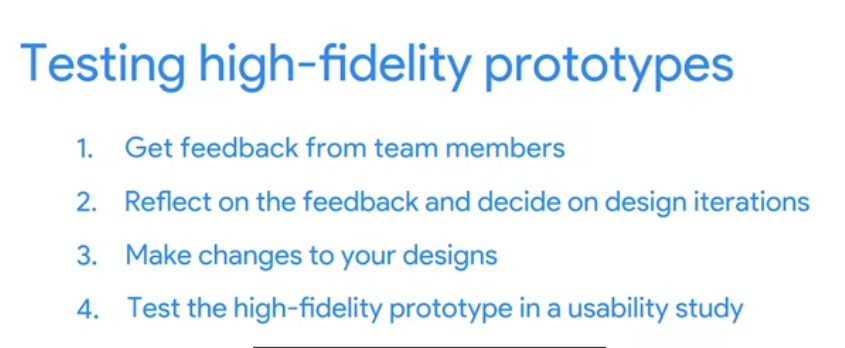 Testing high-fidelity prototypes
1. Get feedback from team members
2. Reflect on the feedback and decide on design iterations
3. Make changes to your designs
4. Test the high-fidelity prototype in a usability study